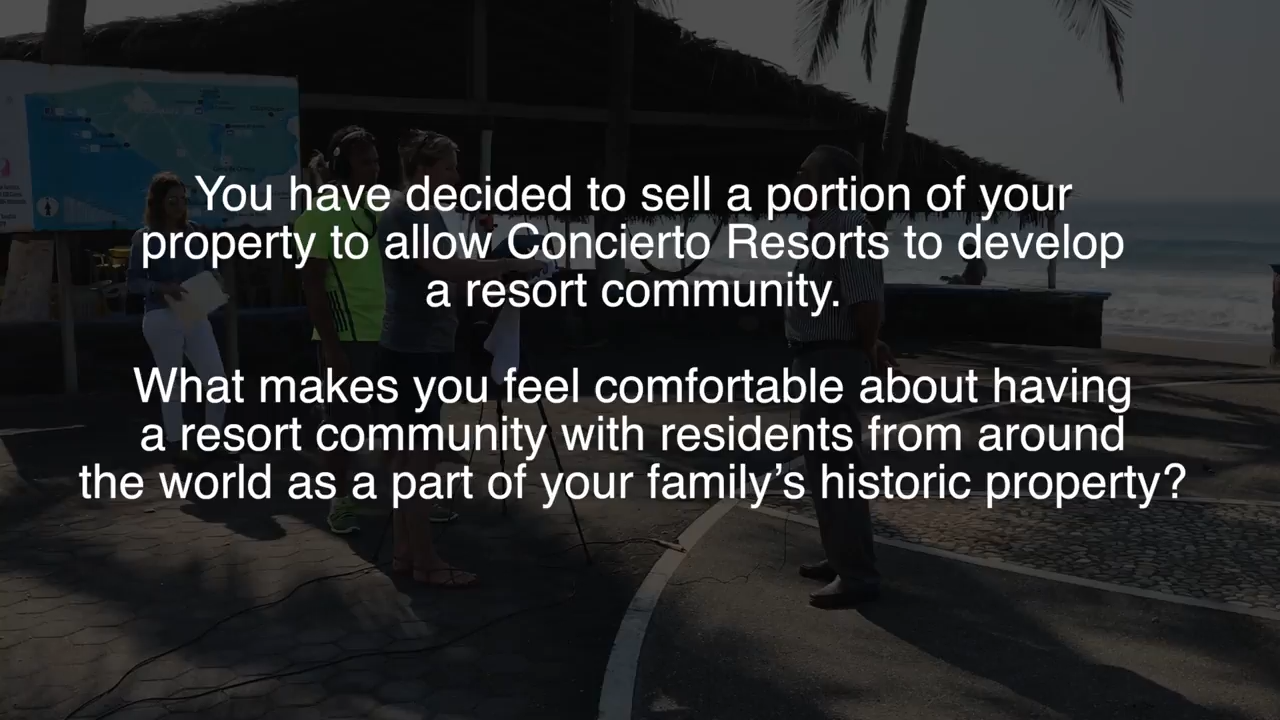 You have decided to sell a portion of your
property to allow Concierto Resorts to develop
a resort community.
What makes you feel comfortable about having
a resort community with residents from around
the world as a part of your family’s historic property?